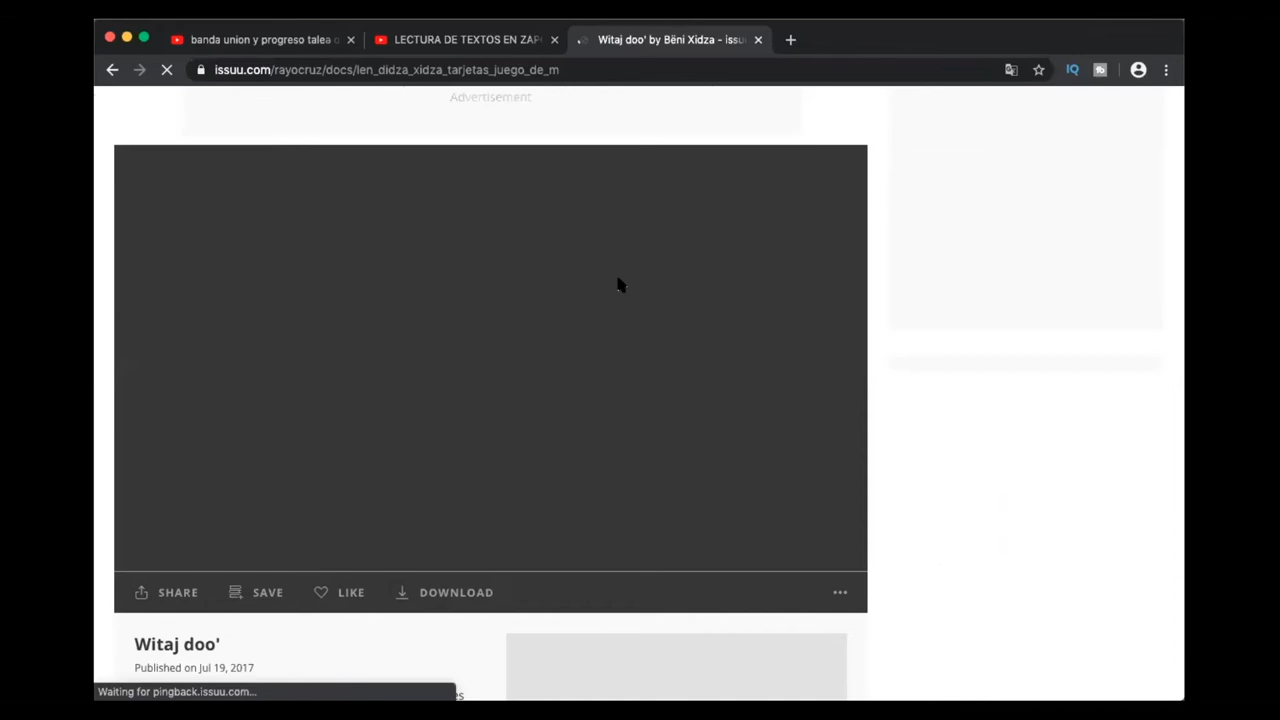 banda union y progreso talea o
LECTURA DE TEXTOS EN ZAP
Witaj doo' by Bëni Xidza - issu
issuu.com/rayocruz/docs/len_didza_xidza_tarjetas_juego_de_m
IQ
Advertisement
SHARE SAVE LIKE DOWNLOAD
Witaj doo'
Published on Jul 19, 2017
Waiting for pingback.issuu.com...